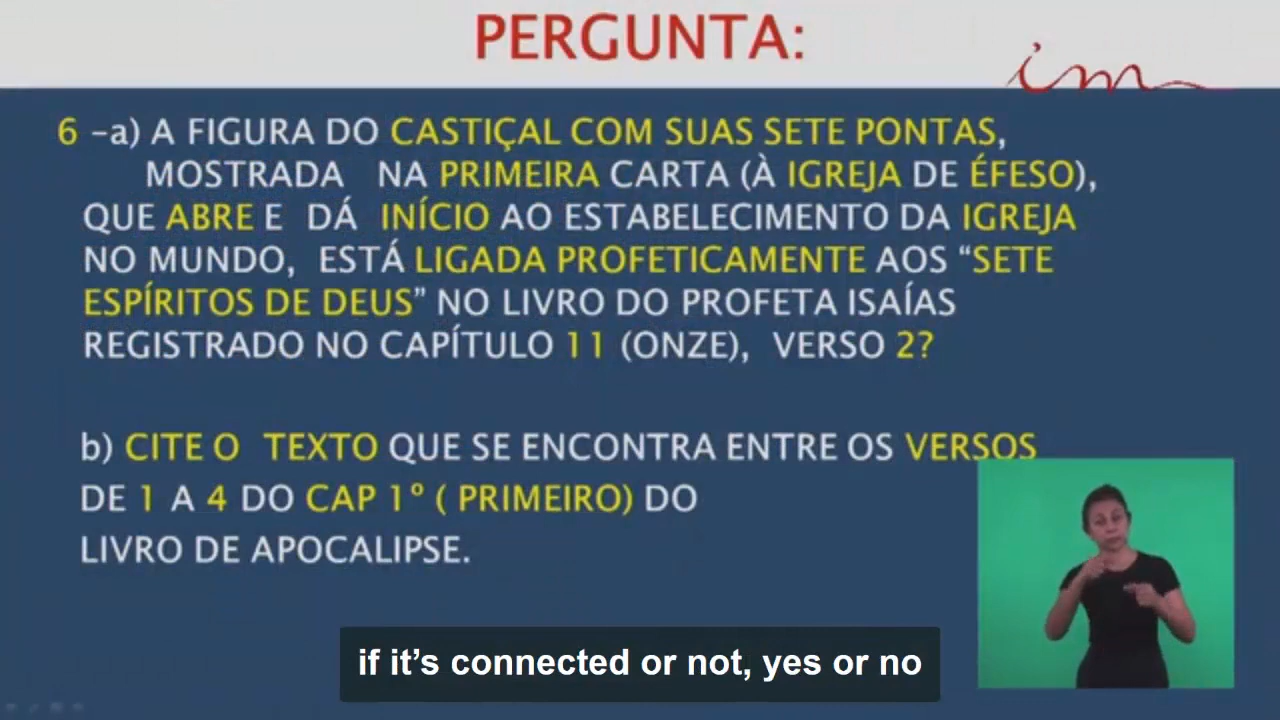 PERGUNTA:
im
6 -a) A FIGURA DO CASTIÇAL COM SUAS SETE PONTAS,
MOSTRADA NA PRIMEIRA CARTA (À IGREJA DE ÉFESO),
QUE ABRE E DÁ INÍCIO AO ESTABELECIMENTO DA IGREJA
NO MUNDO, ESTÁ LIGADA PROFETICAMENTE AOS “SETE
ESPÍRITOS DE DEUS” NO LIVRO DO PROFETA ISAÍAS
REGISTRADO NO CAPÍTULO 11 (ONZE), VERSO 2?
b) CITE O TEXTO QUE SE ENCONTRA ENTRE OS VERSOS
DE 1 A 4 DO CAP 1º ( PRIMEIRO) DO
LIVRO DE APOCALIPSE.
if it’s connected or not, yes or no